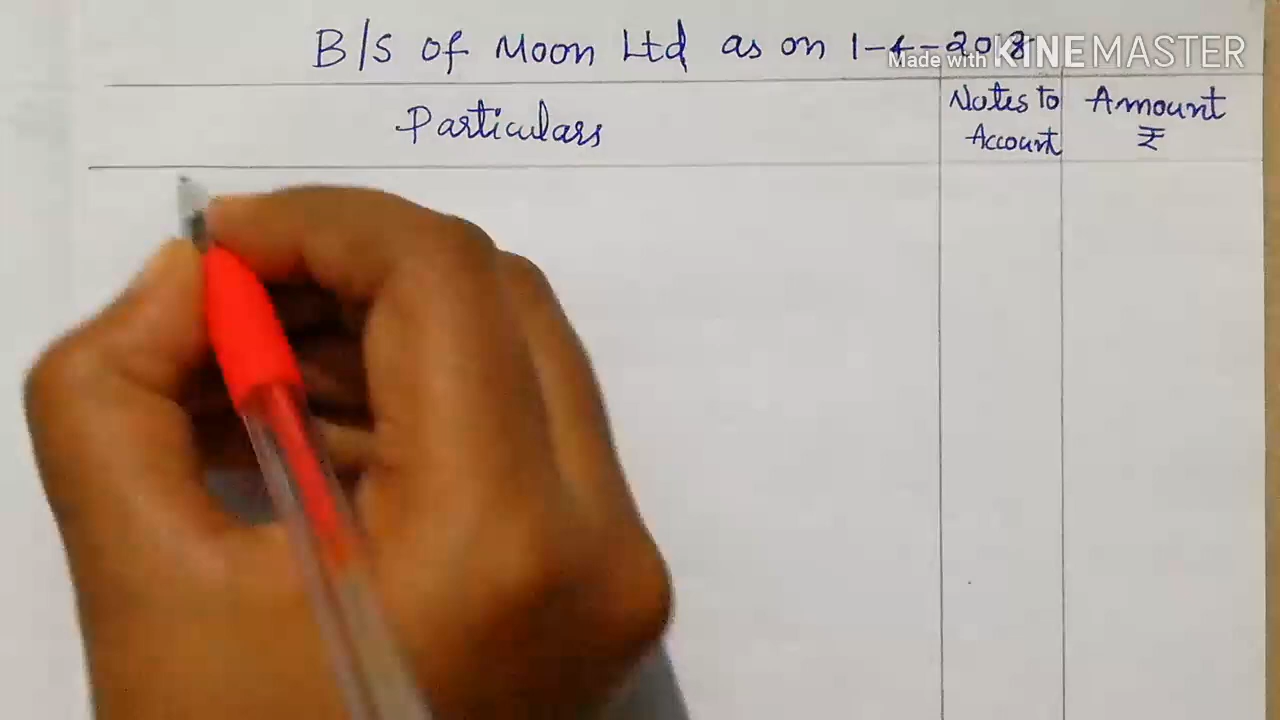 B/S of Moon Ltd as on 1-4-2018
Made with KINEMASTER
Particulars
Notes to Account
Amount ₹